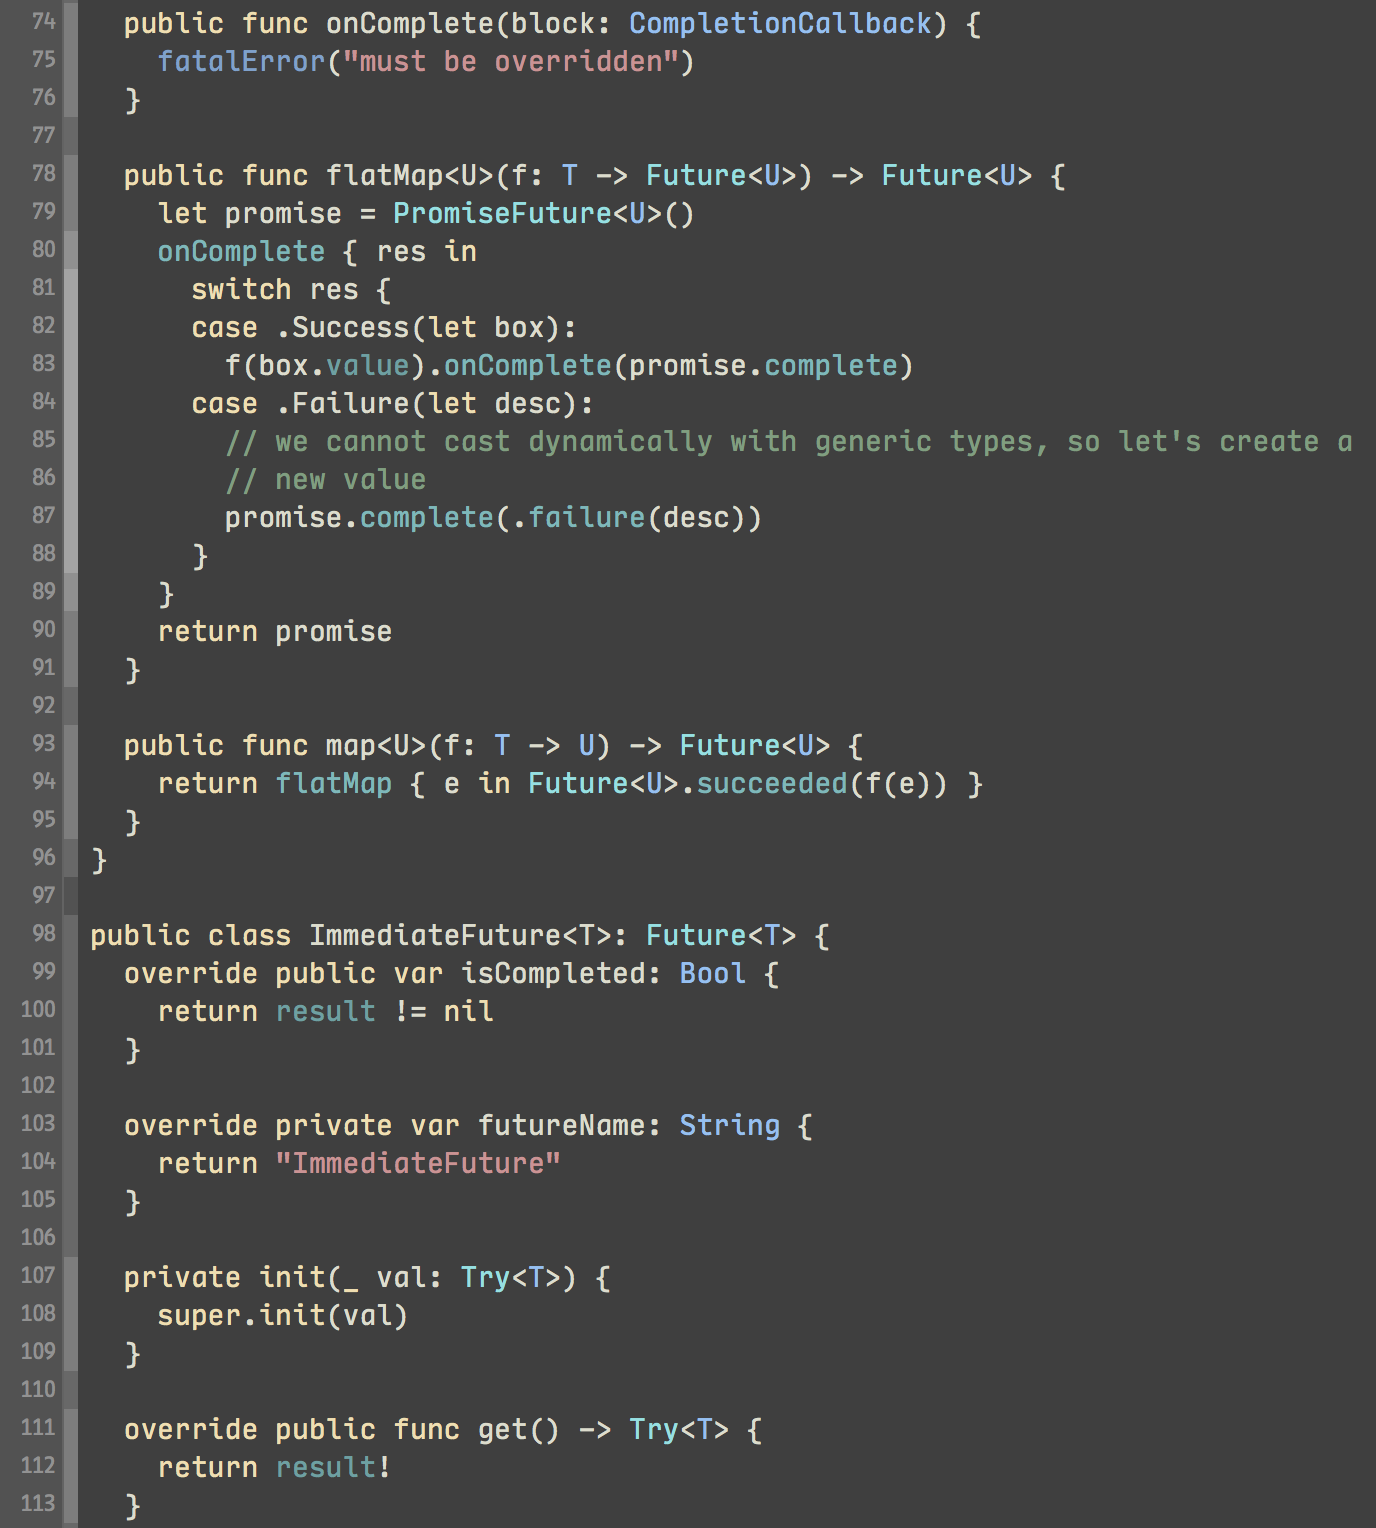 74 public func onComplete(block: CompletionCallback) {
75 fatalError("must be overridden")
76 }
77
78 public func flatMap<U>(f: T -> Future<U>) -> Future<U> {
79 let promise = PromiseFuture<U>()
80 onComplete { res in
81 switch res {
82 case .Success(let box):
83 f(box.value).onComplete(promise.complete)
84 case .Failure(let desc):
85 // we cannot cast dynamically with generic types, so let's create a
86 // new value
87 promise.complete(.failure(desc))
88 }
89 }
90 return promise
91 }
92
93 public func map<U>(f: T -> U) -> Future<U> {
94 return flatMap { e in Future<U>.succeeded(f(e)) }
95 }
96 }
97
98 public class ImmediateFuture<T>: Future<T> {
99 override public var isCompleted: Bool {
100 return result != nil
101 }
102
103 override private var futureName: String {
104 return "ImmediateFuture"
105 }
106
107 private init(_ val: Try<T>) {
108 super.init(val)
109 }
110
111 override public func get() -> Try<T> {
112 return result!
113 }